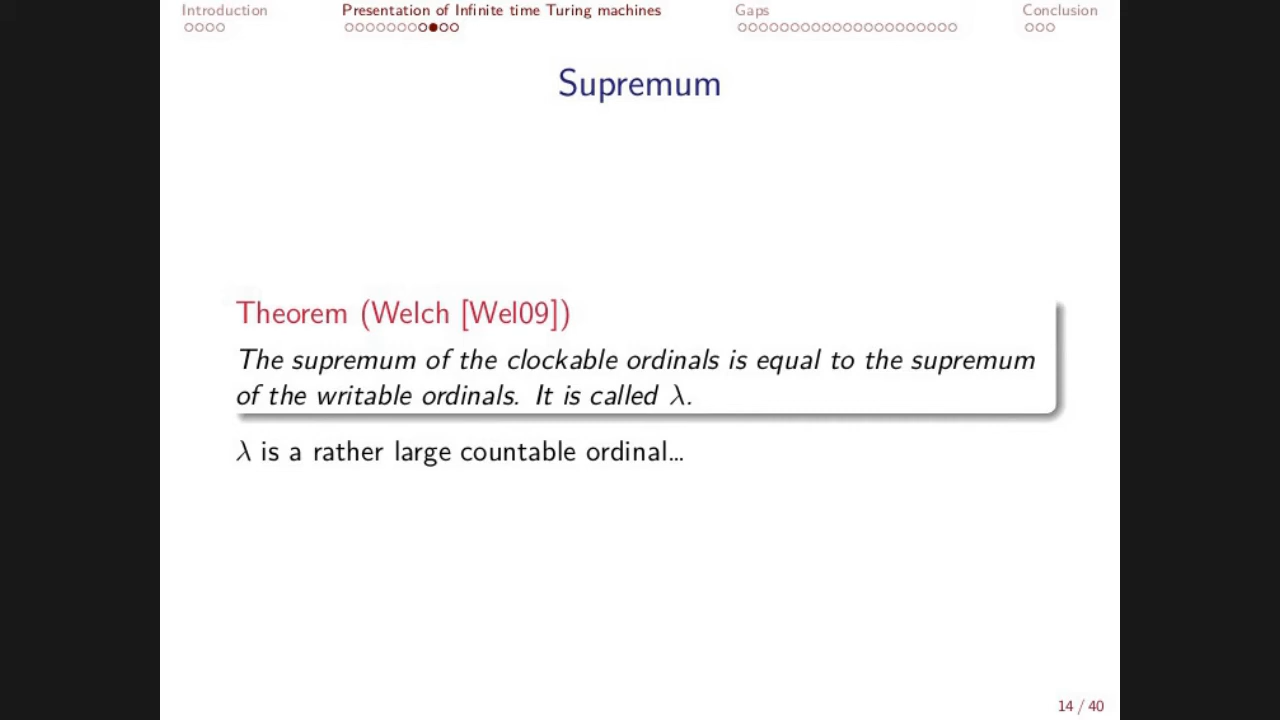 Introduction
Presentation of Infinite time Turing machines
Gaps
Conclusion
Supremum
Theorem (Welch [Wel09])
The supremum of the clockable ordinals is equal to the supremum
of the writable ordinals. It is called λ.
λ is a rather large countable ordinal...
14 / 40